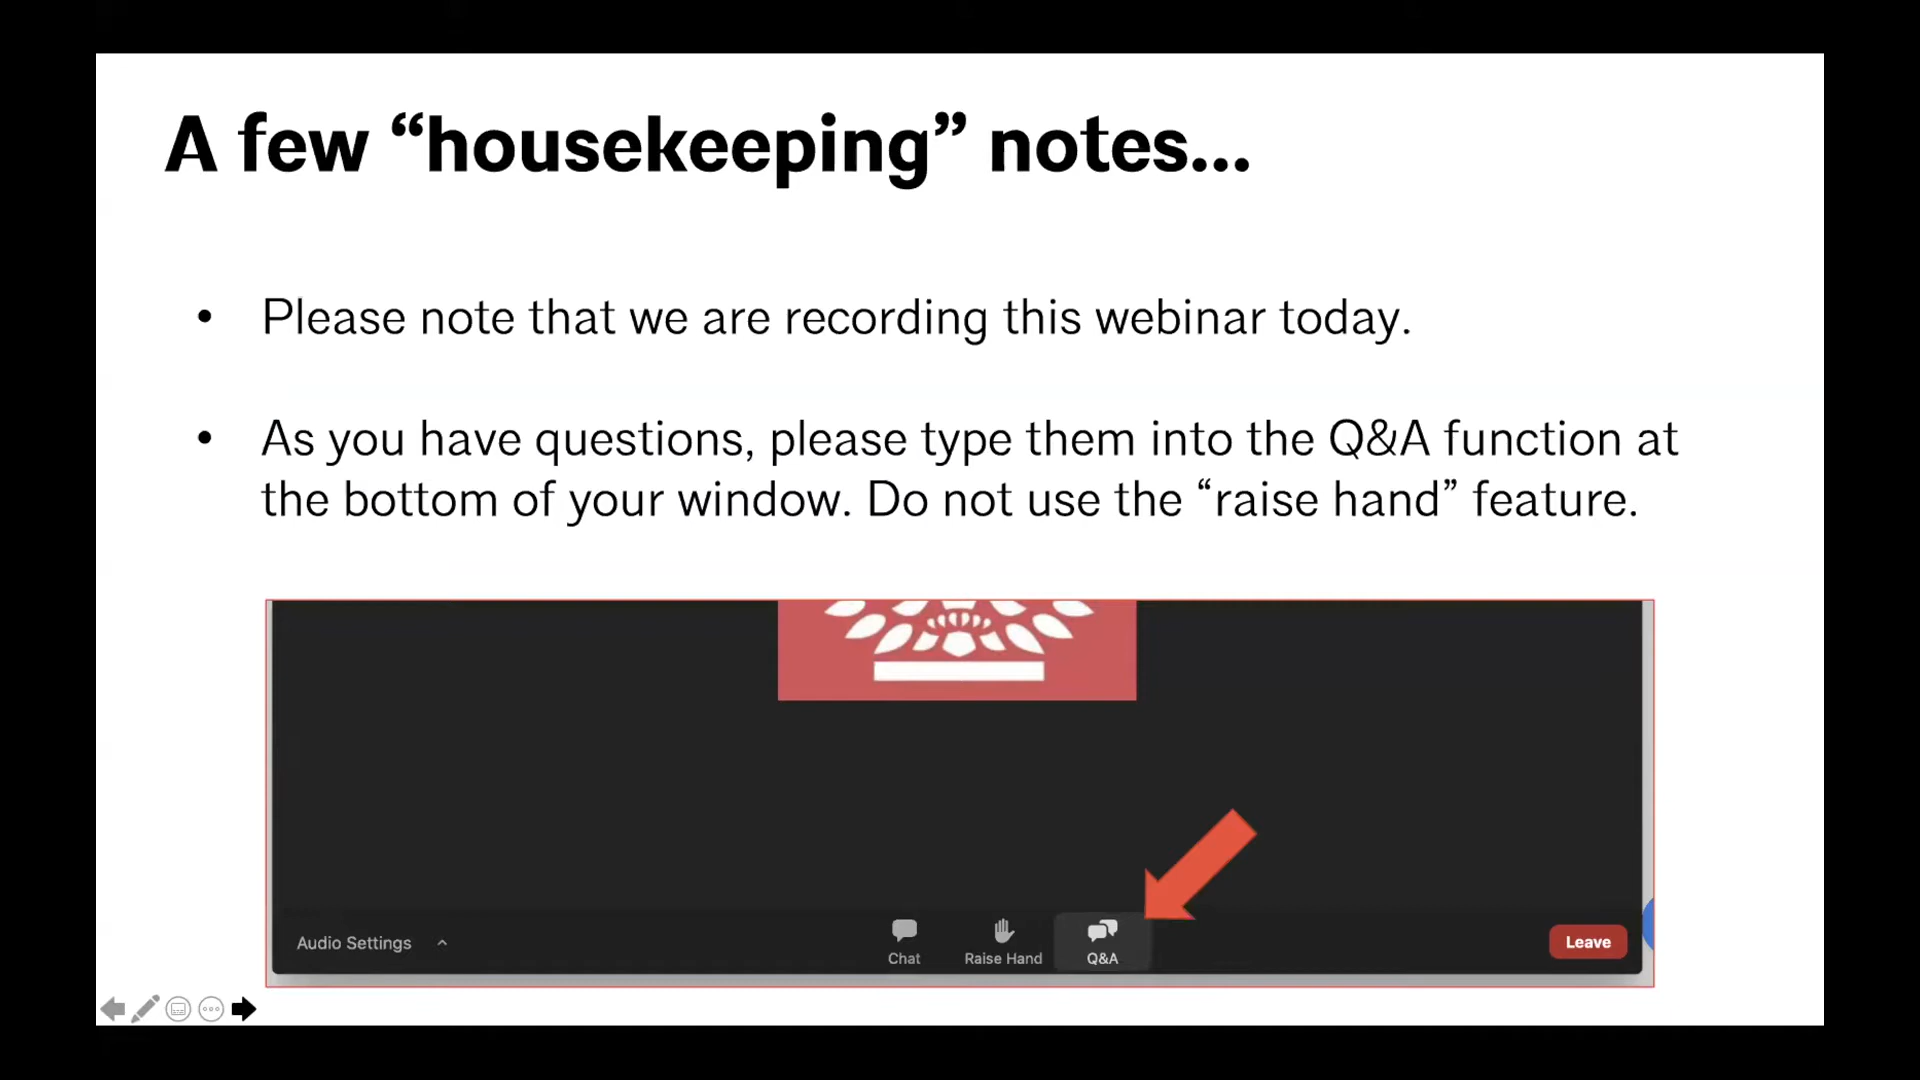 A few “housekeeping” notes...
• Please note that we are recording this webinar today.
• As you have questions, please type them into the Q&A function at
the bottom of your window. Do not use the “raise hand” feature.
Audio Settings
Chat
Raise Hand
Q&A
Leave